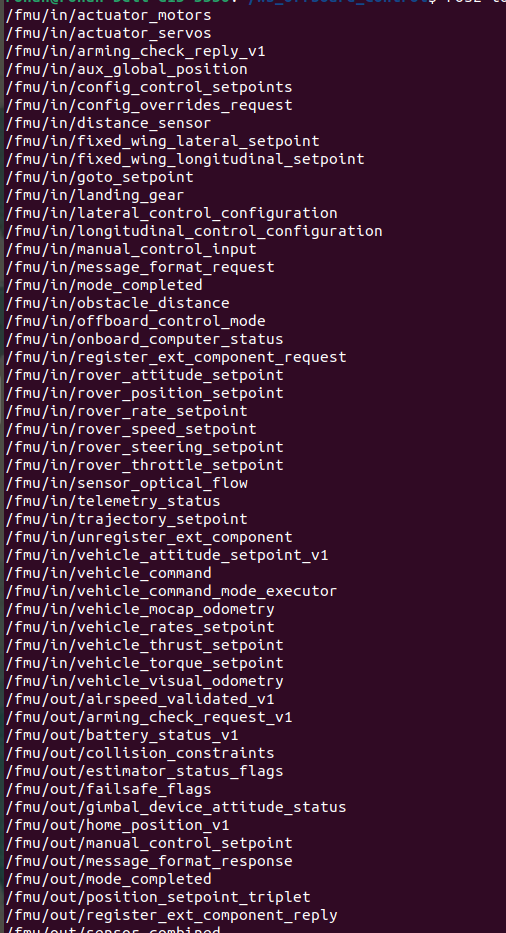 /fmu/in/actuator_motors
/fmu/in/actuator_servos
/fmu/in/arming_check_reply_v1
/fmu/in/aux_global_position
/fmu/in/config_control_setpoints
/fmu/in/config_overrides_request
/fmu/in/distance_sensor
/fmu/in/fixed_wing_lateral_setpoint
/fmu/in/fixed_wing_longitudinal_setpoint
/fmu/in/goto_setpoint
/fmu/in/landing_gear
/fmu/in/lateral_control_configuration
/fmu/in/longitudinal_control_configuration
/fmu/in/manual_control_input
/fmu/in/message_format_request
/fmu/in/mode_completed
/fmu/in/obstacle_distance
/fmu/in/offboard_control_mode
/fmu/in/onboard_computer_status
/fmu/in/register_ext_component_request
/fmu/in/rover_attitude_setpoint
/fmu/in/rover_position_setpoint
/fmu/in/rover_rate_setpoint
/fmu/in/rover_speed_setpoint
/fmu/in/rover_steering_setpoint
/fmu/in/rover_throttle_setpoint
/fmu/in/sensor_optical_flow
/fmu/in/telemetry_status
/fmu/in/trajectory_setpoint
/fmu/in/unregister_ext_component
/fmu/in/vehicle_attitude_setpoint_v1
/fmu/in/vehicle_command
/fmu/in/vehicle_command_mode_executor
/fmu/in/vehicle_mocap_odometry
/fmu/in/vehicle_rates_setpoint
/fmu/in/vehicle_thrust_setpoint
/fmu/in/vehicle_torque_setpoint
/fmu/in/vehicle_visual_odometry
/fmu/out/airspeed_validated_v1
/fmu/out/arming_check_request_v1
/fmu/out/battery_status_v1
/fmu/out/collision_constraints
/fmu/out/estimator_status_flags
/fmu/out/failsafe_flags
/fmu/out/gimbal_device_attitude_status
/fmu/out/home_position_v1
/fmu/out/manual_control_setpoint
/fmu/out/message_format_response
/fmu/out/mode_completed
/fmu/out/position_setpoint_triplet
/fmu/out/register_ext_component_reply
/fmu/out/sensor_combined